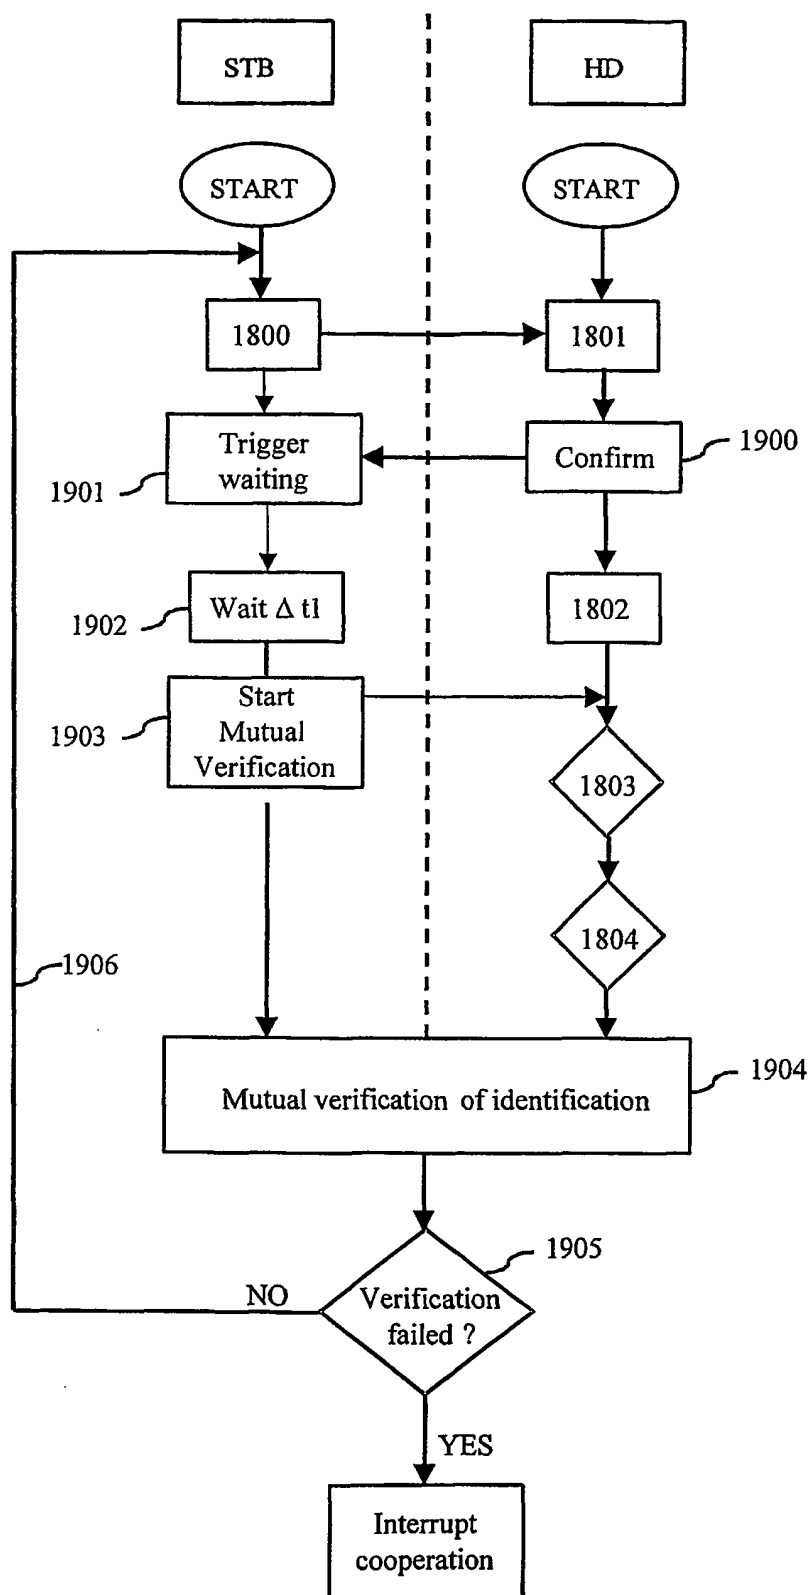 STB
HD
START
START
1800
1801
Trigger
waiting
1901
Confirm
1900
Wait Δ t1
1902
1802
Start
Mutual
Verification
1903
1803
1804
1906
Mutual verification of identification
1904
1905
Verification
failed ?
NO
YES
Interrupt
cooperation